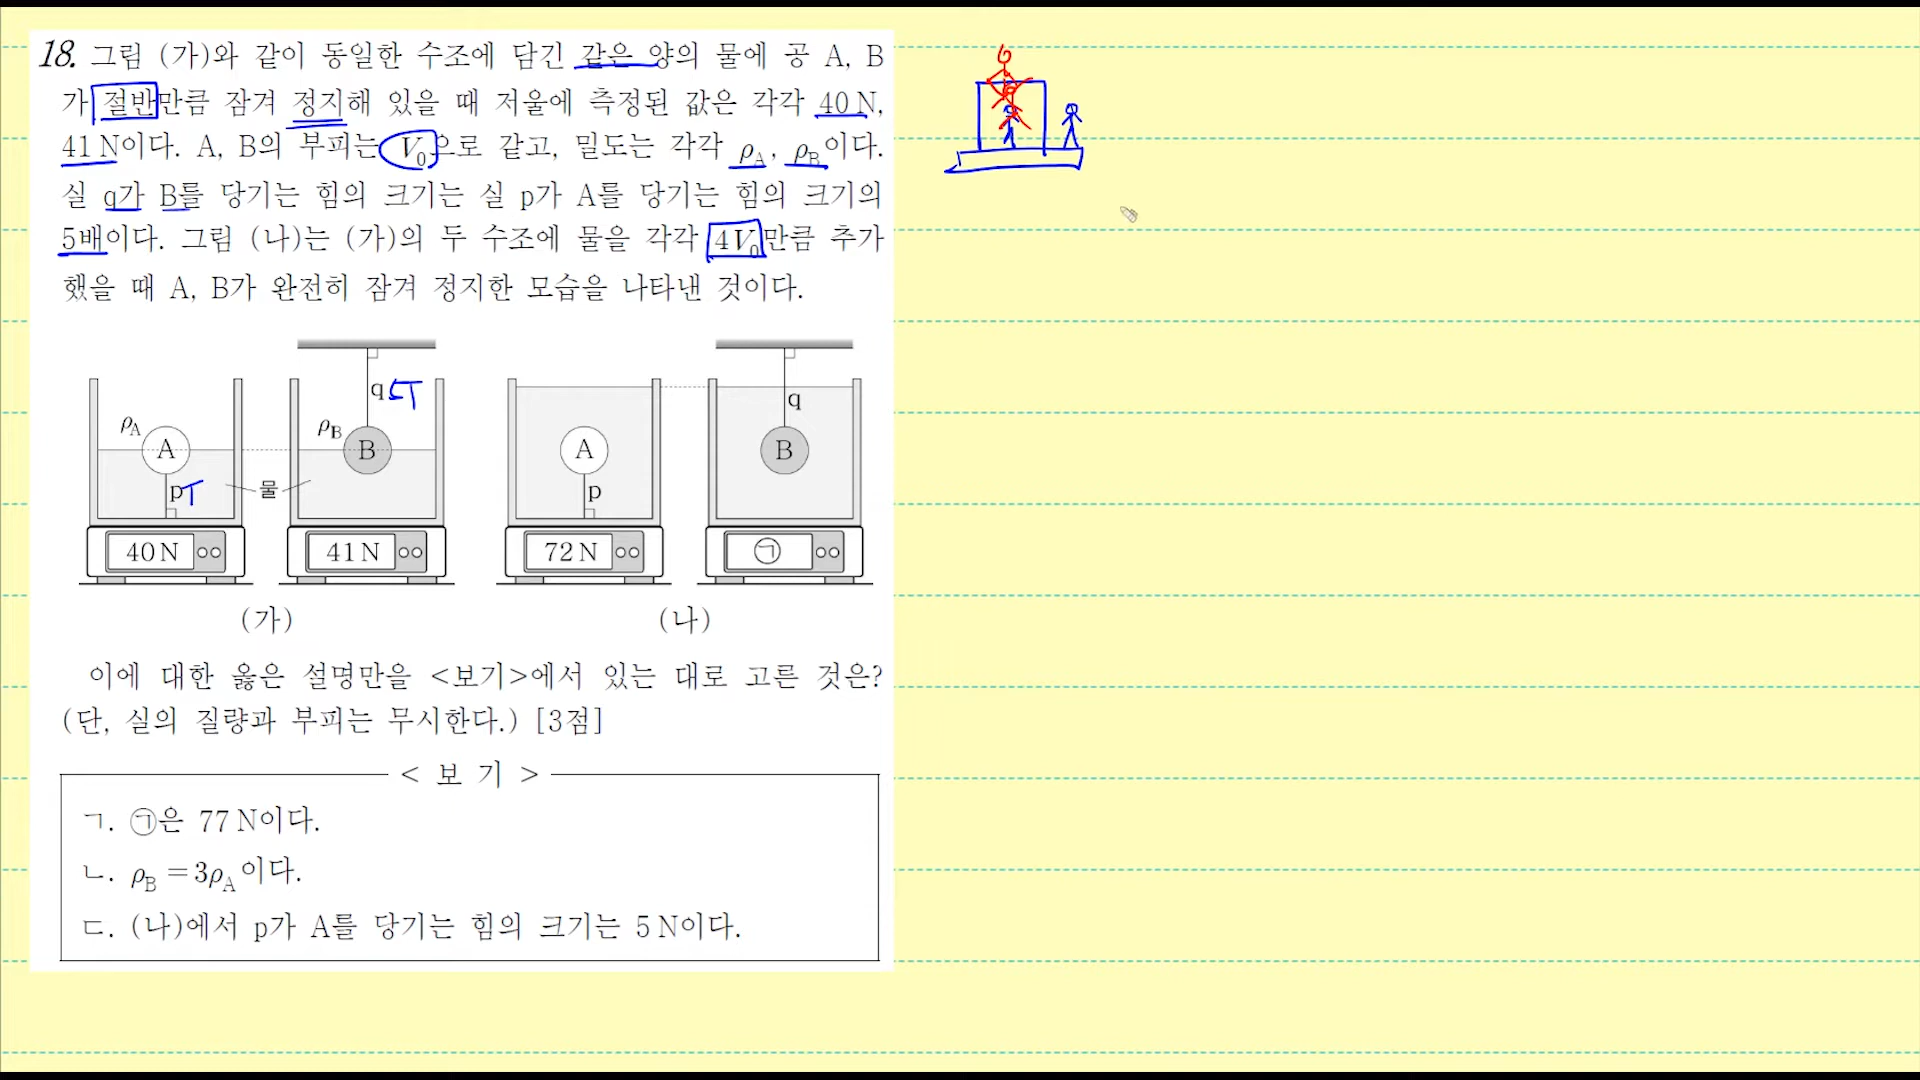 18. 그림 (가)와 같이 동일한 수조에 담긴 같은 양의 물에 공 A, B
가 절반만큼 잠겨 정지해 있을 때 저울에 측정된 값은 각각 40 N,
41 N이다. A, B의 부피는 V₀으로 같고, 밀도는 각각 ρA, ρB이다.
실 q가 B를 당기는 힘의 크기는 실 p가 A를 당기는 힘의 크기의
5배이다. 그림 (나)는 (가)의 두 수조에 물을 각각 4V₀만큼 추가
했을 때 A, B가 완전히 잠겨 정지한 모습을 나타낸 것이다.
q 5T
q
ρA
ρB
A
B
A
B
p T
물
p
40 N
41 N
72 N
㉠
(가)
(나)
이에 대한 옳은 설명만을 <보기>에서 있는 대로 고른 것은?
(단, 실의 질량과 부피는 무시한다.) [3점]
< 보 기 >
ㄱ. ㉠은 77 N이다.
ㄴ. ρB = 3ρA이다.
ㄷ. (나)에서 p가 A를 당기는 힘의 크기는 5 N이다.